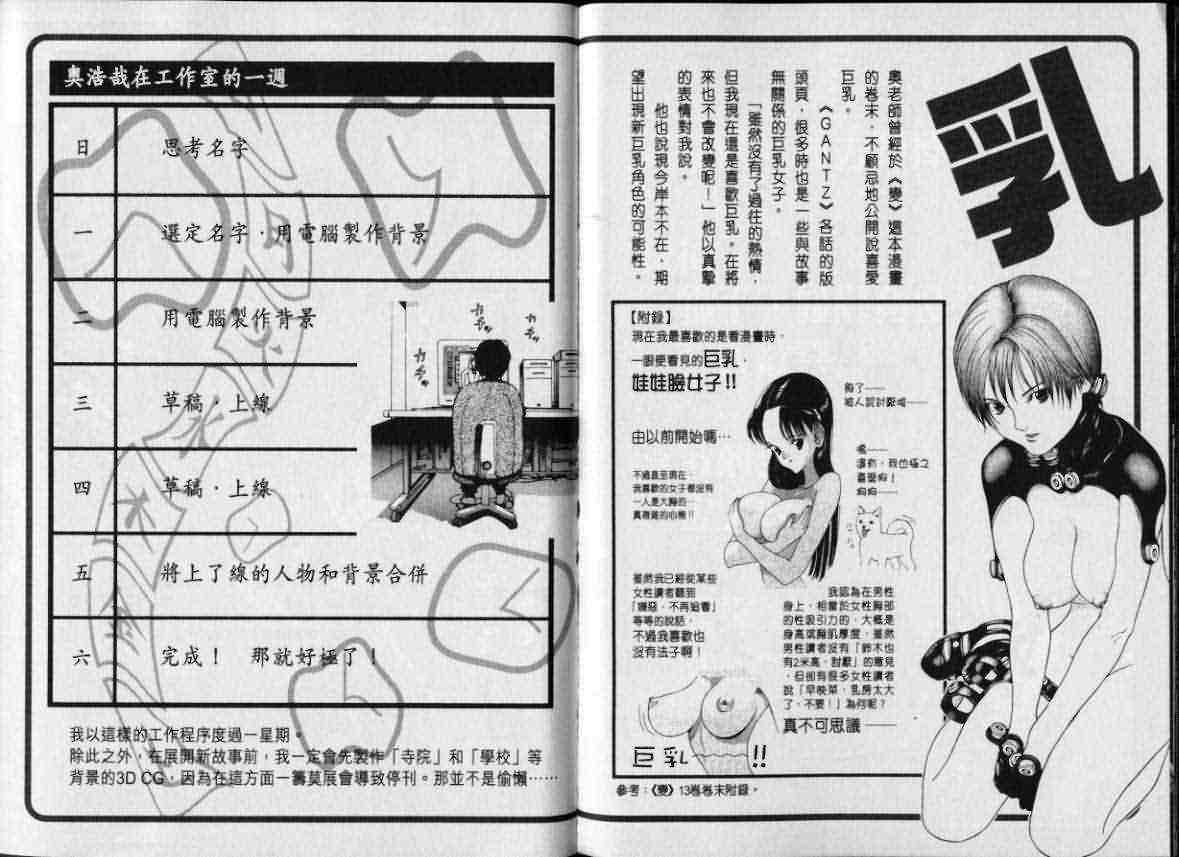 奧浩哉在工作室的一週
日 思考名字
一 選定名字．用電腦製作背景
二 用電腦製作背景
三 草稿．上線
四 草稿．上線
五 將上了線的人物和背景合併
六 完成！ 那就好極了！
カタ
カタ
カタ
我以這樣的工作程序度過一星期。
除此之外，在展開新故事前，我一定會先製作「寺院」和「學校」等
背景的3D CG，因為在這方面一籌莫展會導致停刊。那並不是偷懶……
乳
奧老師曾經於《變》這本漫畫
的卷末，不顧忌地公開說喜愛
巨乳。
《GANTZ》各話的版
頭頁，很多時也是一些與故事
無關係的巨乳女子。
「雖然沒有了過往的熱情，
但我現在還是喜歡巨乳。在將
來也不會改變呢！」他以真摯
的表情對我說。
他也說現今岸本不在，期
望出現新巨乳角色的可能性。
【附錄】
現在我最喜歡的是看漫畫時，
一眼便看見的巨乳，
娃娃臉女子!!
由以前開始嗎…
不過直至現在…
我喜歡的女子都沒有
一人是大胸的…
真複雜的心情!!
胸了——
被人說討厭呢——
還有，我也極之
喜愛狗！
狗狗——
雖然我已經從某些
女性讀者聽到
「嘔惡，不再追看」
等等的說話，
不過我喜歡也
沒有法子啊！
我認為在男性
身上，相當於女性胸部
的性吸引力的，大概是
身高或胸肌厚度，雖然
男性讀者沒有「鈴木也
有2米高，討厭」的意見
，但卻有很多女性讀者
說「早映菜，乳房太大
了，不要！」為何呢？
真不可思議——
巨乳—!!
參考：《變》13卷卷末附錄。